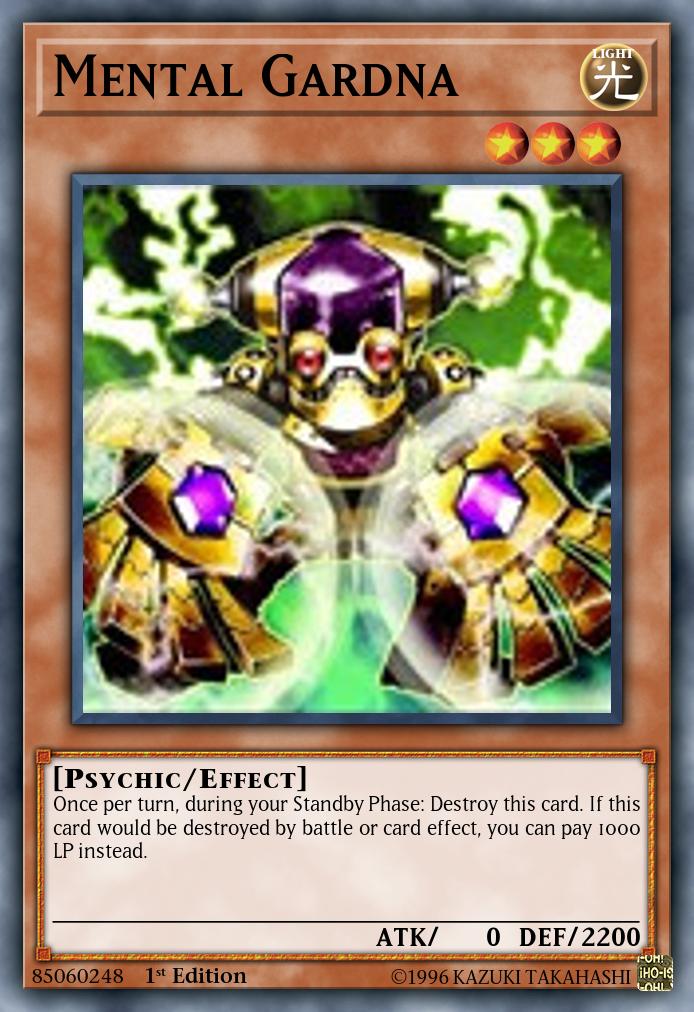 Mental Gardna
LIGHT
光
[Psychic/Effect]
Once per turn, during your Standby Phase: Destroy this card. If this
card would be destroyed by battle or card effect, you can pay 1000
LP instead.
ATK/ 0 DEF/2200
85060248 1st Edition ©1996 KAZUKI TAKAHASHI